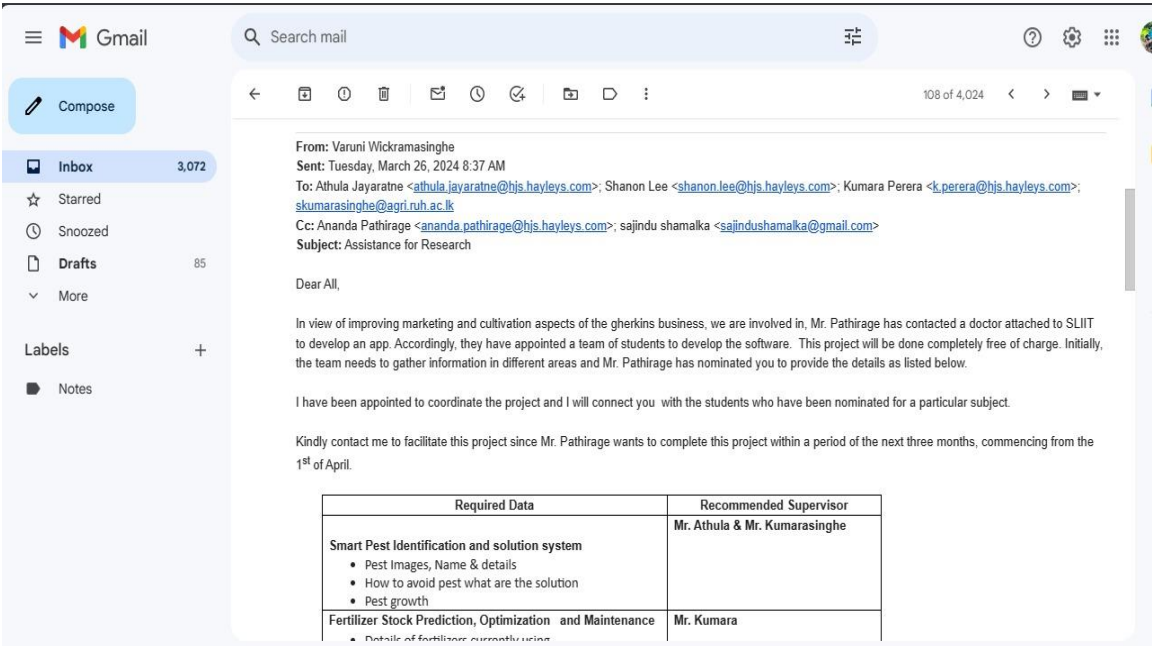 Gmail
Search mail
Compose
108 of 4,024
Inbox 3,072
Starred
Snoozed
Drafts 85
More
Labels
Notes
From: Varuni Wickramasinghe
Sent: Tuesday, March 26, 2024 8:37 AM
To: Athula Jayaratne <athula.jayaratne@hjs.hayleys.com>; Shanon Lee <shanon.lee@hjs.hayleys.com>; Kumara Perera <k.perera@hjs.hayleys.com>;
skumarasinghe@agri.ruh.ac.lk
Cc: Ananda Pathirage <ananda.pathirage@hjs.hayleys.com>; sajindu shamalka <sajindushamalka@gmail.com>
Subject: Assistance for Research
Dear All,
In view of improving marketing and cultivation aspects of the gherkins business, we are involved in, Mr. Pathirage has contacted a doctor attached to SLIIT
to develop an app. Accordingly, they have appointed a team of students to develop the software. This project will be done completely free of charge. Initially,
the team needs to gather information in different areas and Mr. Pathirage has nominated you to provide the details as listed below.
I have been appointed to coordinate the project and I will connect you with the students who have been nominated for a particular subject.
Kindly contact me to facilitate this project since Mr. Pathirage wants to complete this project within a period of the next three months, commencing from the
1st of April.
Required Data Recommended Supervisor
Mr. Athula & Mr. Kumarasinghe
Smart Pest Identification and solution system
• Pest Images, Name & details
• How to avoid pest what are the solution
• Pest growth
Fertilizer Stock Prediction, Optimization and Maintenance Mr. Kumara
• Details of fertilizers currently using